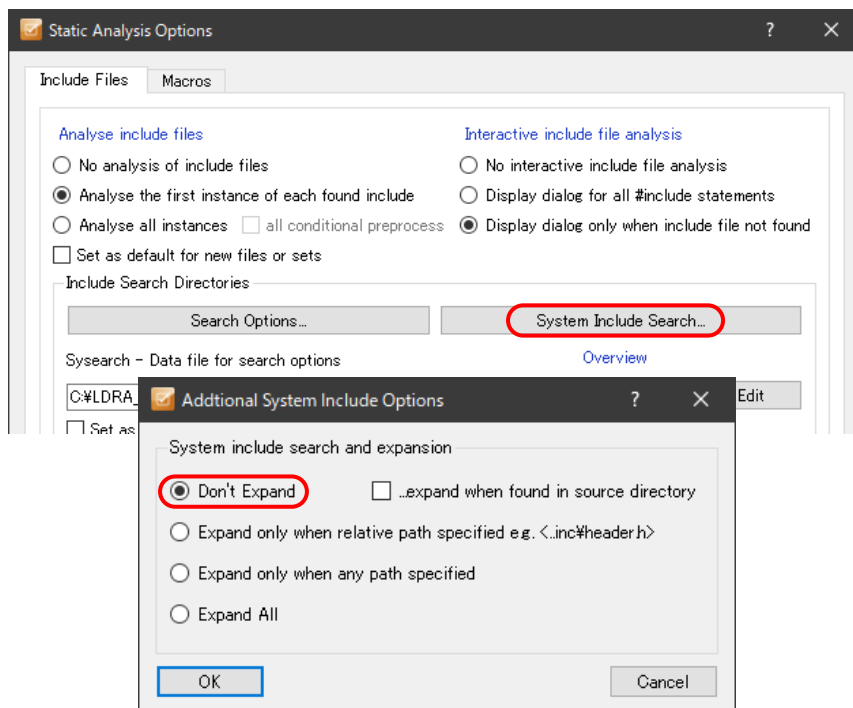 Static Analysis Options ? ×
Include Files Macros
Analyse include files Interactive include file analysis
No analysis of include files No interactive include file analysis
Analyse the first instance of each found include Display dialog for all #include statements
Analyse all instances all conditional preprocess Display dialog only when include file not found
Set as default for new files or sets
Include Search Directories
Search Options... System Include Search...
Sysearch - Data file for search options Overview
C:¥LDRA_ Edit
Set as
Addtional System Include Options ? ×
System include search and expansion
Don't Expand ...expand when found in source directory
Expand only when relative path specified e.g. <..inc¥header.h>
Expand only when any path specified
Expand All
OK Cancel